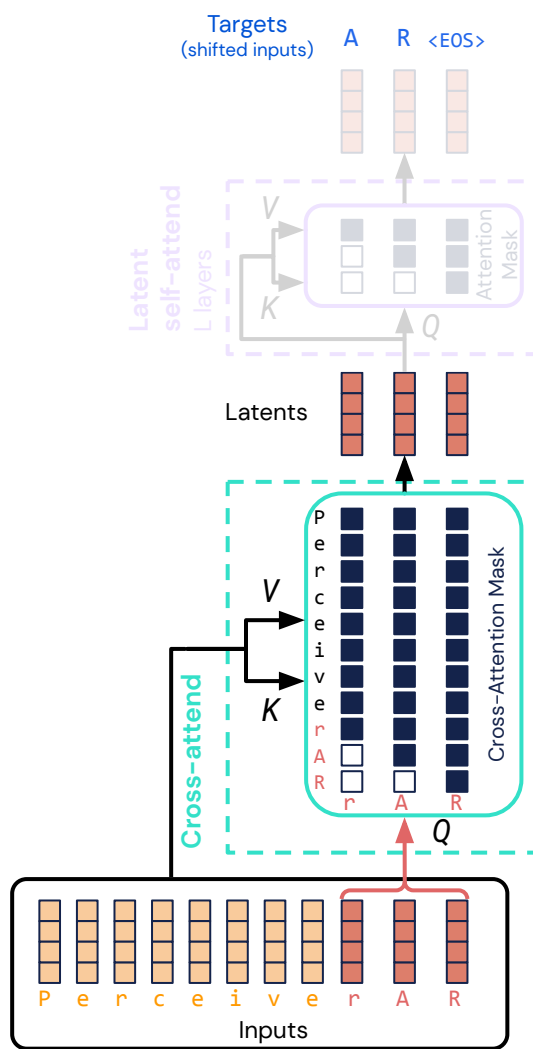 Targets
(shifted inputs)
A R <EOS>
Latent
self-attend
L layers
V
K
Q
Attention
Mask
Latents
Cross-attend
V
K
P
e
r
c
e
i
v
e
r
A
R
r A R
Cross-Attention Mask
Q
P e r c e i v e r A R
Inputs